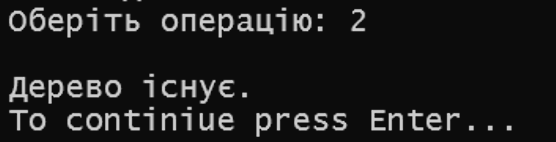 Оберіть операцію: 2
Дерево існує.
To continiue press Enter...